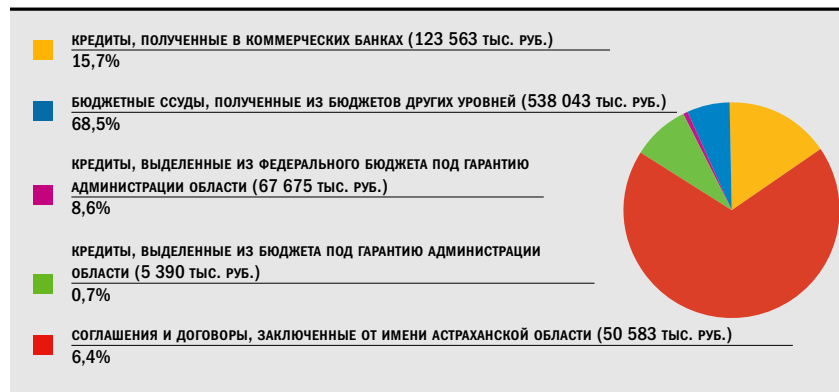 КРЕДИТЫ, ПОЛУЧЕННЫЕ В КОММЕРЧЕСКИХ БАНКАХ (123 563 ТЫС. РУБ.)
15,7%
БЮДЖЕТНЫЕ ССУДЫ, ПОЛУЧЕННЫЕ ИЗ БЮДЖЕТОВ ДРУГИХ УРОВНЕЙ (538 043 ТЫС. РУБ.)
68,5%
КРЕДИТЫ, ВЫДЕЛЕННЫЕ ИЗ ФЕДЕРАЛЬНОГО БЮДЖЕТА ПОД ГАРАНТИЮ
АДМИНИСТРАЦИИ ОБЛАСТИ (67 675 ТЫС. РУБ.)
8,6%
КРЕДИТЫ, ВЫДЕЛЕННЫЕ ИЗ БЮДЖЕТА ПОД ГАРАНТИЮ АДМИНИСТРАЦИИ
ОБЛАСТИ (5 390 ТЫС. РУБ.)
0,7%
СОГЛАШЕНИЯ И ДОГОВОРЫ, ЗАКЛЮЧЕННЫЕ ОТ ИМЕНИ АСТРАХАНСКОЙ ОБЛАСТИ (50 583 ТЫС. РУБ.)
6,4%